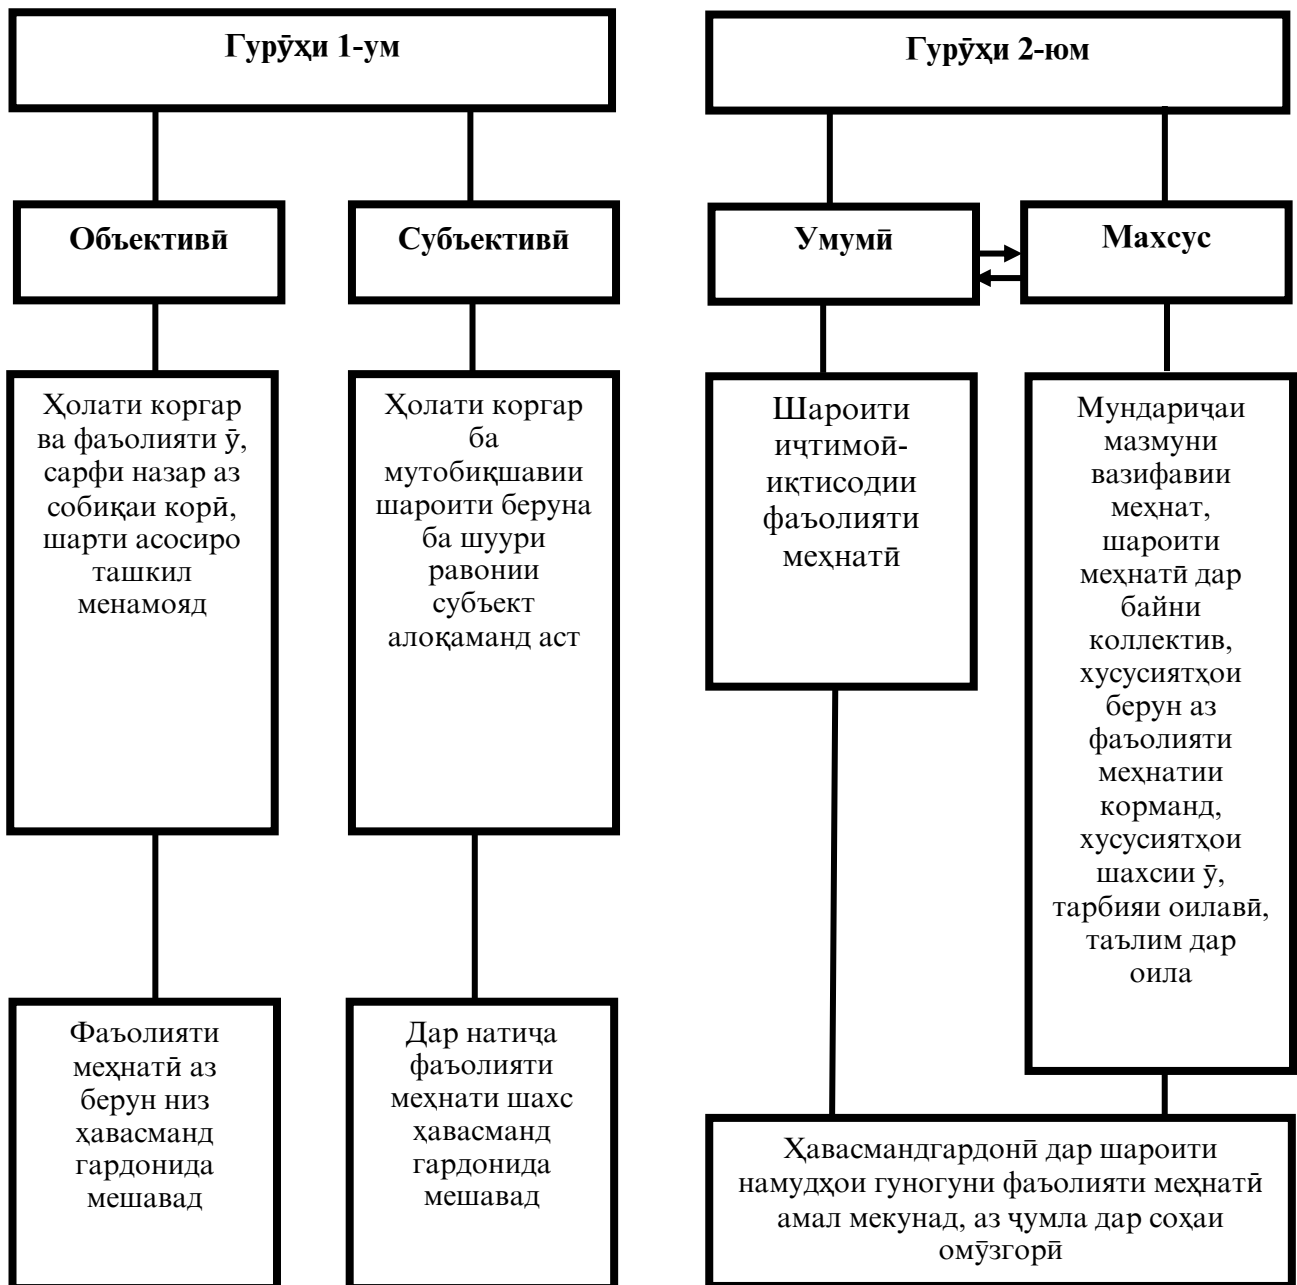 Гурӯҳи 1-ум
Гурӯҳи 2-юм
Объективӣ
Субъективӣ
Умумӣ
Махсус
Ҳолати коргар
ва фаъолияти ӯ,
сарфи назар аз
собиқаи корӣ,
шарти асосиро
ташкил
менамояд
Ҳолати коргар
ба
мутобиқшавии
шароити беруна
ба шуури
равонии
субъект
алоқаманд аст
Шароити
иҷтимоӣ-
иқтисодии
фаъолияти
меҳнатӣ
Мундариҷаи
мазмуни
вазифавии
меҳнат,
шароити
меҳнатӣ дар
байни
коллектив,
хусусиятҳои
берун аз
фаъолияти
меҳнатии
корманд,
хусусиятҳои
шахсии ӯ,
тарбияи оилавӣ,
таълим дар
оила
Фаъолияти
меҳнатӣ аз
берун низ
ҳавасманд
гардонида
мешавад
Дар натиҷа
фаъолияти
меҳнати шахс
ҳавасманд
гардонида
мешавад
Ҳавасмандгардонӣ дар шароити
намудҳои гуногуни фаъолияти меҳнатӣ
амал мекунад, аз ҷумла дар соҳаи
омӯзгорӣ